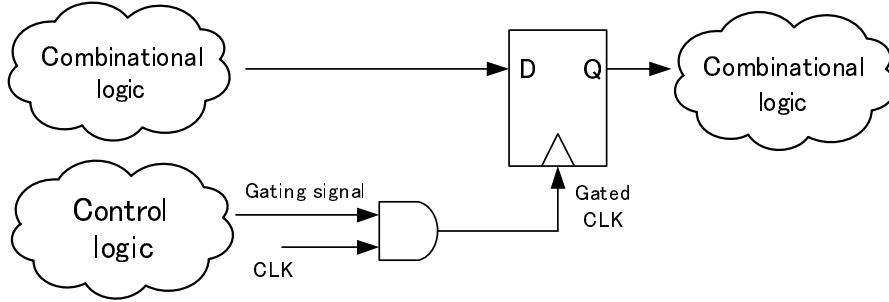 Combinational
logic
D Q
Combinational
logic
Control
logic
Gating signal
CLK
Gated
CLK